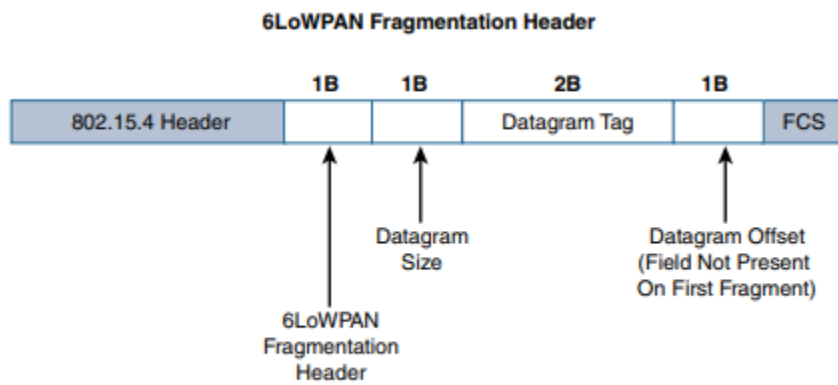 6LoWPAN Fragmentation Header
1B 1B 2B 1B
802.15.4 Header Datagram Tag FCS
Datagram
Size
Datagram Offset
(Field Not Present
On First Fragment)
6LoWPAN
Fragmentation
Header